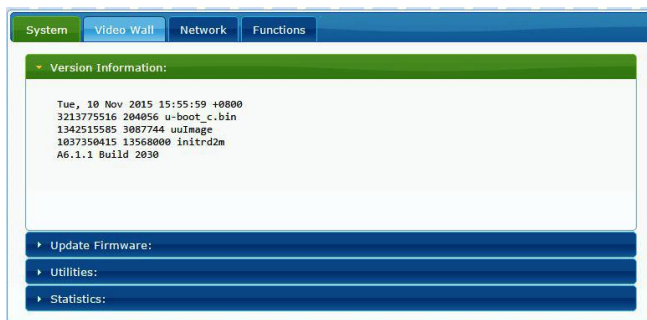 System Video Wall Network Functions
Version Information:
Tue, 10 Nov 2015 15:55:59 +0800
3213775516 204056 u-boot_c.bin
1342515585 3087744 uuImage
1037350415 13568000 initrd2m
A6.1.1 Build 2030
Update Firmware:
Utilities:
Statistics: